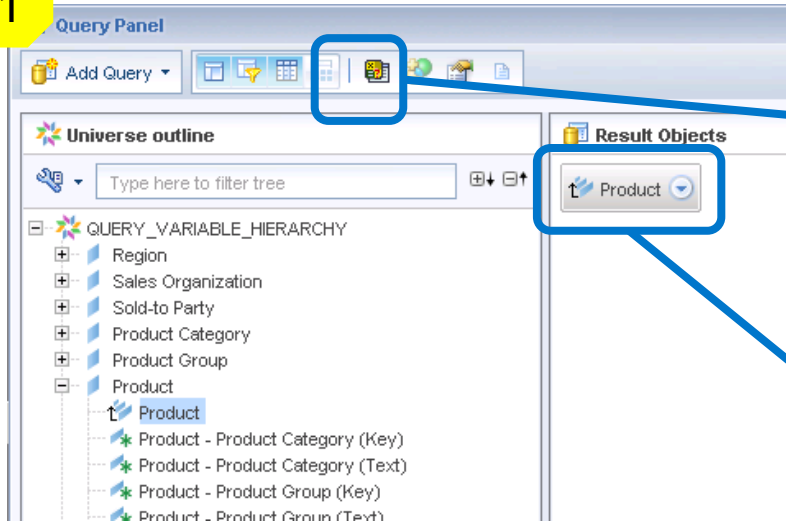 1
Query Panel
Add Query
Universe outline
Result Objects
Type here to filter tree
Product
QUERY_VARIABLE_HIERARCHY
Region
Sales Organization
Sold-to Party
Product Category
Product Group
Product
Product
Product - Product Category (Key)
Product - Product Category (Text)
Product - Product Group (Key)
Product - Product Group (Text)